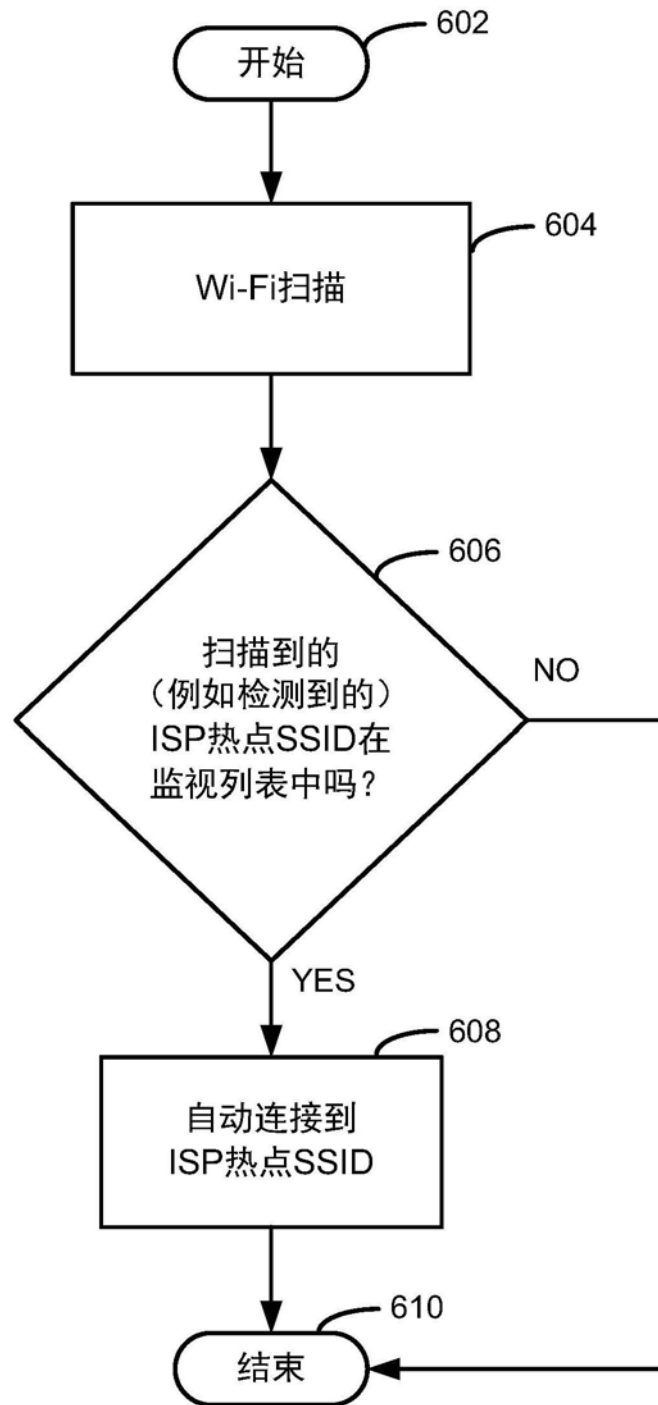 602
开始
604
Wi-Fi扫描
606
扫描到的
（例如检测到的）
ISP热点SSID在
监视列表中吗？
NO
YES
608
自动连接到
ISP热点SSID
610
结束